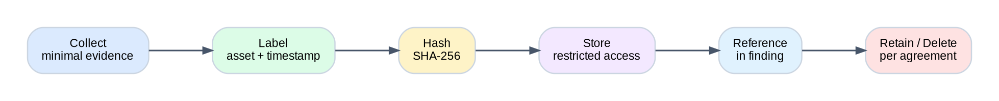 Collect
minimal evidence
Label
asset + timestamp
Hash
SHA-256
Store
restricted access
Reference
in finding
Retain / Delete
per agreement